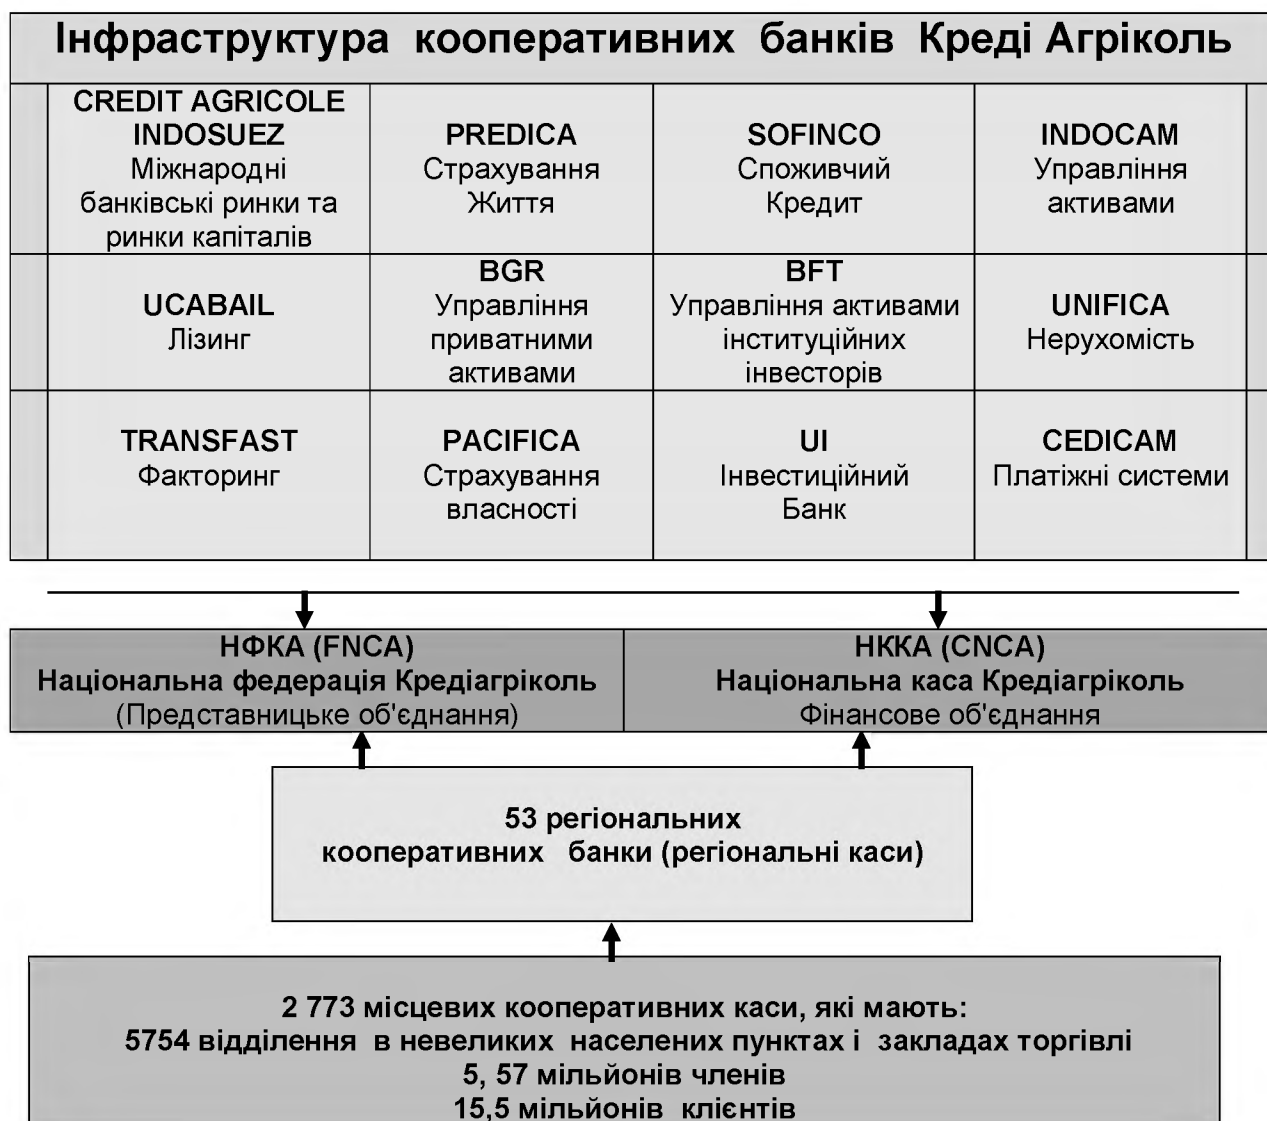 Інфраструктура кооперативних банків Креді Агріколь
CREDIT AGRICOLE
INDOSUEZ
Міжнародні
банківські ринки та
ринки капіталів
PREDICA
Страхування
Життя
SOFINCO
Споживчий
Кредит
INDOCAM
Управління
активами
UCABAIL
Лізинг
BGR
Управління
приватними
активами
BFT
Управління активами
інституційних
інвесторів
UNIFICA
Нерухомість
TRANSFAST
Факторинг
PACIFICA
Страхування
власності
UI
Інвестиційний
Банк
CEDICAM
Платіжні системи
НФКА (FNCA)
Національна федерація Кредіагріколь
(Представницьке об'єднання)
НККА (CNCA)
Національна каса Кредіагріколь
Фінансове об'єднання
53 регіональних
кооперативних банки (регіональні каси)
2 773 місцевих кооперативних каси, які мають:
5754 відділення в невеликих населених пунктах і закладах торгівлі
5, 57 мільйонів членів
15,5 мільйонів клієнтів